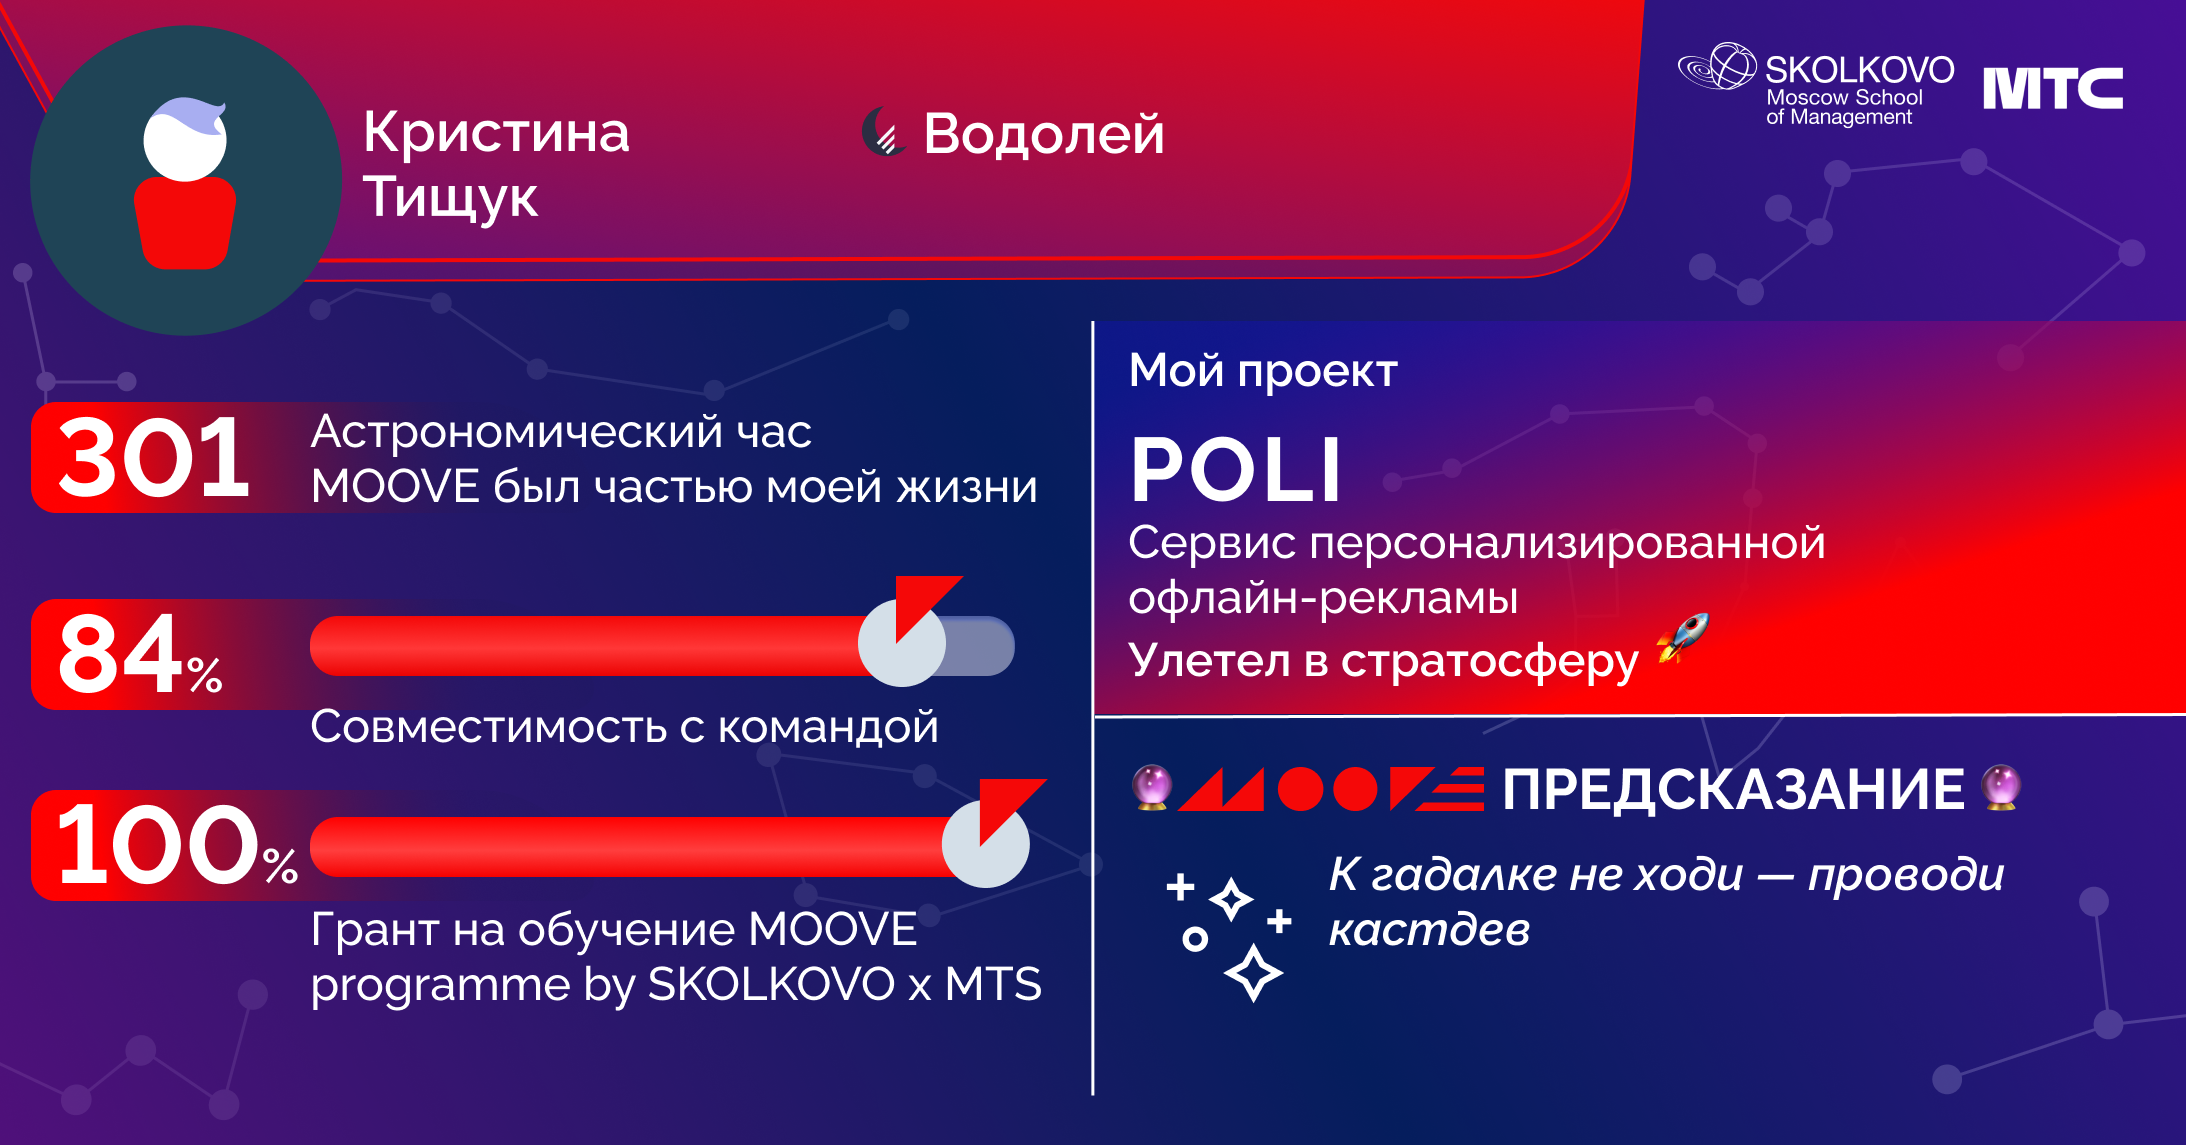 Кристина
Тищук
Водолей
SKOLKOVO
Moscow School
of Management
МТС
301
Астрономический час
MOOVE был частью моей жизни
84%
Совместимость с командой
100%
Грант на обучение MOOVE
programme by SKOLKOVO x MTS
Мой проект
POLI
Сервис персонализированной
офлайн-рекламы
Улетел в стратосферу
MOOVE ПРЕДСКАЗАНИЕ
К гадалке не ходи — проводи
кастдев